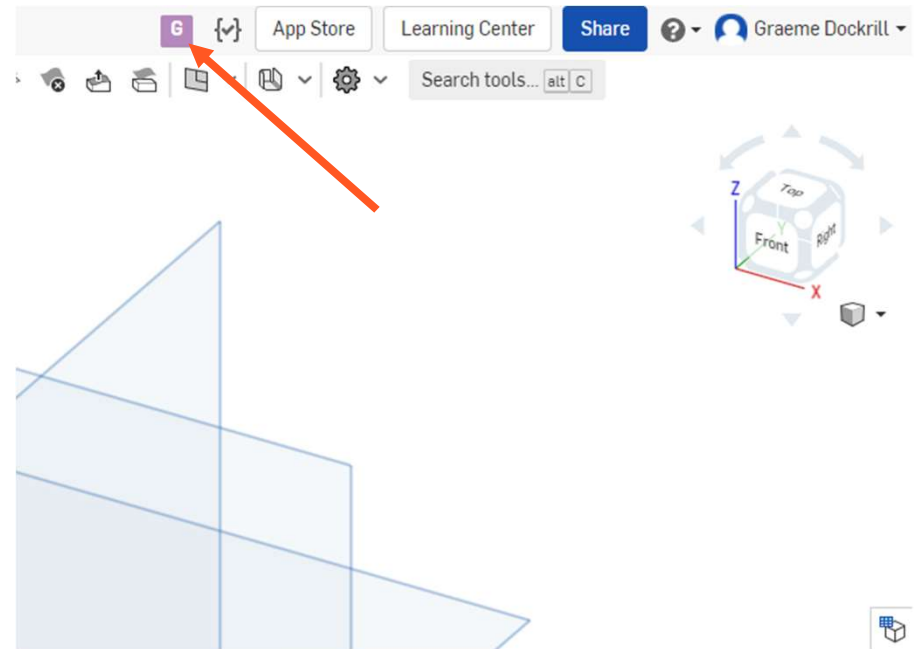 G {✓} App Store Learning Center Share ? Graeme Dockrill
Search tools... alt C
Z
Top
Y
Front
Right
X